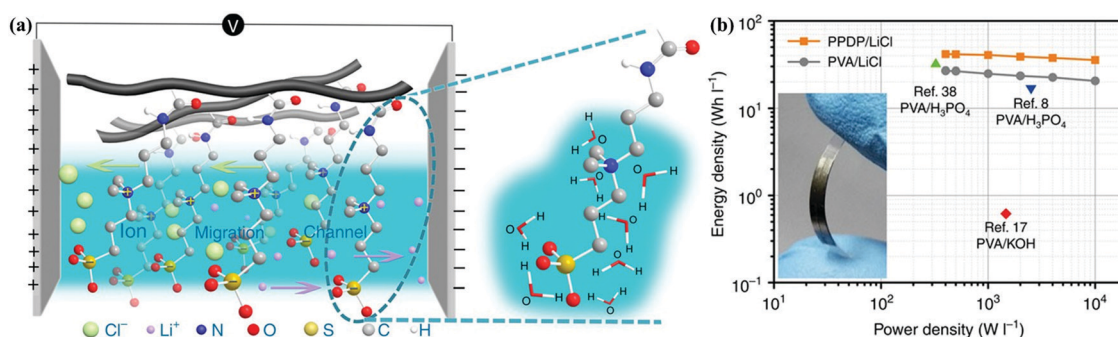 (a)
V
+
+
+
+
+
+
+
+
+
+
Ion Migration Channel
Cl⁻ Li⁺ N O S C H
H
O
H
H
O
H
H
O
H
H
O
H
H
O
H
H
O
H
H
O
H
H
O
H
(b)
10²
10¹
10⁰
10⁻¹
Energy density (Wh l⁻¹)
PPDP/LiCl
PVA/LiCl
Ref. 38
PVA/H₃PO₄
Ref. 8
PVA/H₃PO₄
Ref. 17
PVA/KOH
10¹ 10² 10³ 10⁴
Power density (W l⁻¹)